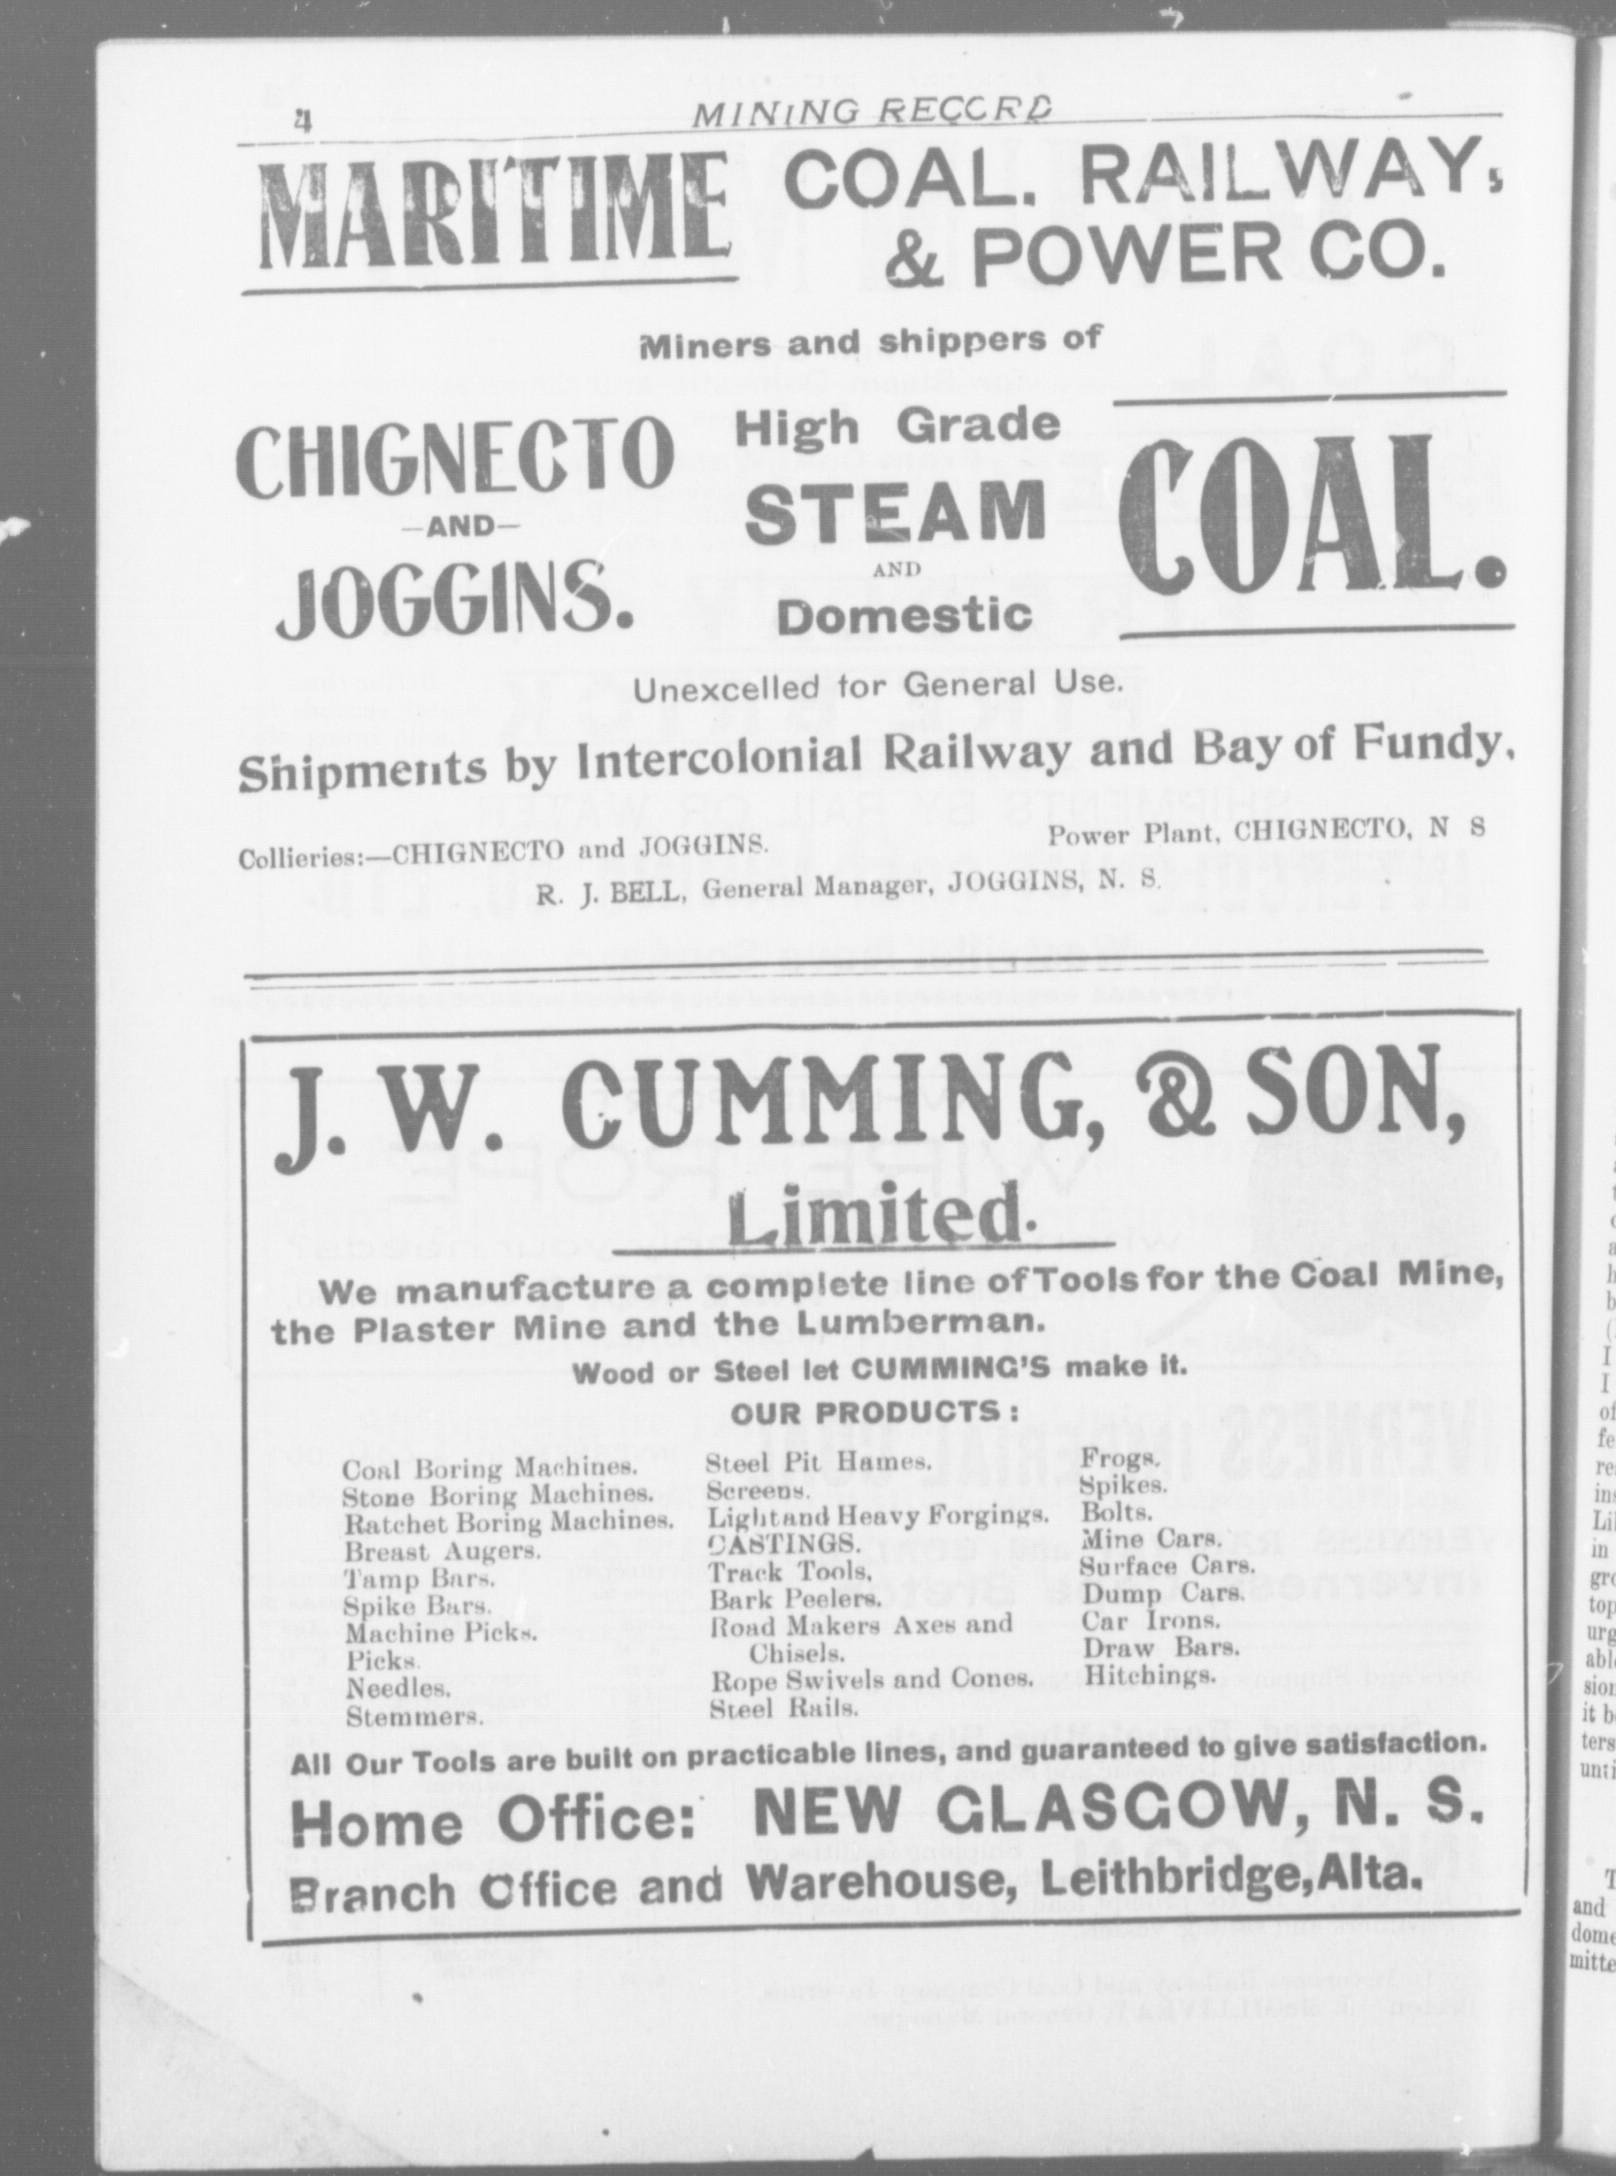 4
MINING RECORD
MARITIME COAL. RAILWAY,
& POWER CO.
Miners and shippers of
CHIGNECTO
—AND—
JOGGINS.
High Grade
STEAM
AND
Domestic
COAL.
Unexcelled for General Use.
Shipments by Intercolonial Railway and Bay of Fundy.
Collieries:—CHIGNECTO and JOGGINS. Power Plant, CHIGNECTO, N S
R. J. BELL, General Manager, JOGGINS, N. S.
J. W. CUMMING, & SON,
Limited.
We manufacture a complete line of Tools for the Coal Mine,
the Plaster Mine and the Lumberman.
Wood or Steel let CUMMING'S make it.
OUR PRODUCTS:
Coal Boring Machines.
Stone Boring Machines.
Ratchet Boring Machines.
Breast Augers.
Tamp Bars.
Spike Bars.
Machine Picks.
Picks.
Needles.
Stemmers.
Steel Pit Hames.
Screens.
Light and Heavy Forgings.
CASTINGS.
Track Tools.
Bark Peelers.
Road Makers Axes and
Chisels.
Rope Swivels and Cones.
Steel Rails.
Frogs.
Spikes.
Bolts.
Mine Cars.
Surface Cars.
Dump Cars.
Car Irons.
Draw Bars.
Hitchings.
All Our Tools are built on practicable lines, and guaranteed to give satisfaction.
Home Office: NEW GLASGOW, N. S.
Branch Office and Warehouse, Leithbridge, Alta.